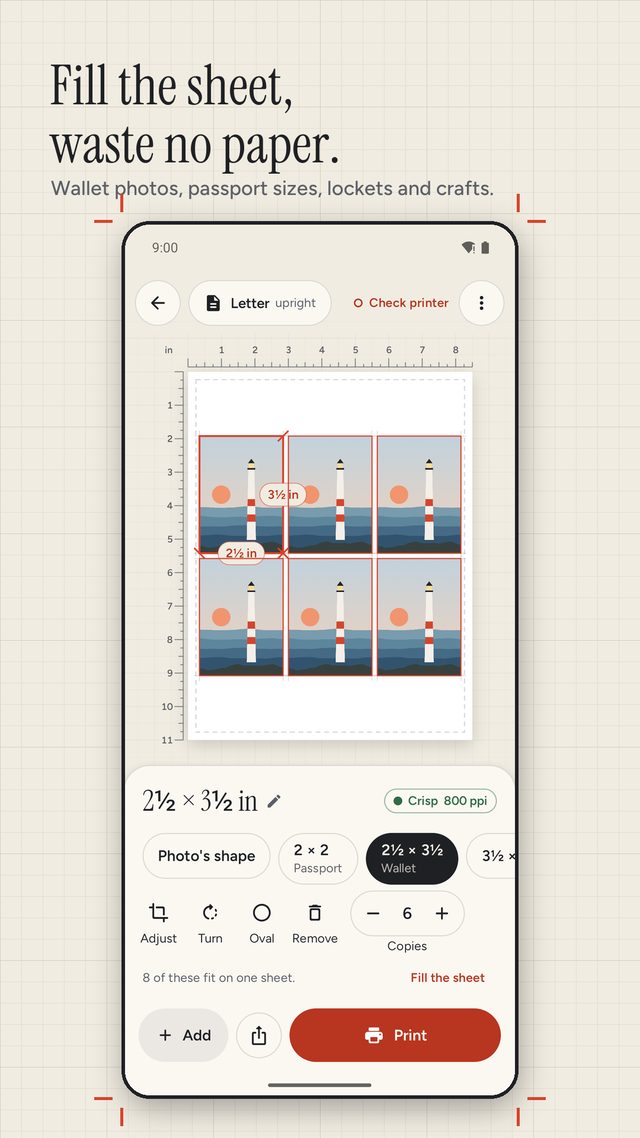 Fill the sheet,
waste no paper.
Wallet photos, passport sizes, lockets and crafts.
9:00
Letter upright
Check printer
in 1 2 3 4 5 6 7 8
1
2
3
3½ in
4
5
2½ in
6
7
8
9
10
11
2½ × 3½ in
Crisp 800 ppi
Photo's shape
2 × 2
Passport
2½ × 3½
Wallet
3½ ×
Adjust
Turn
Oval
Remove
− 6 +
Copies
8 of these fit on one sheet.
Fill the sheet
+ Add
Print